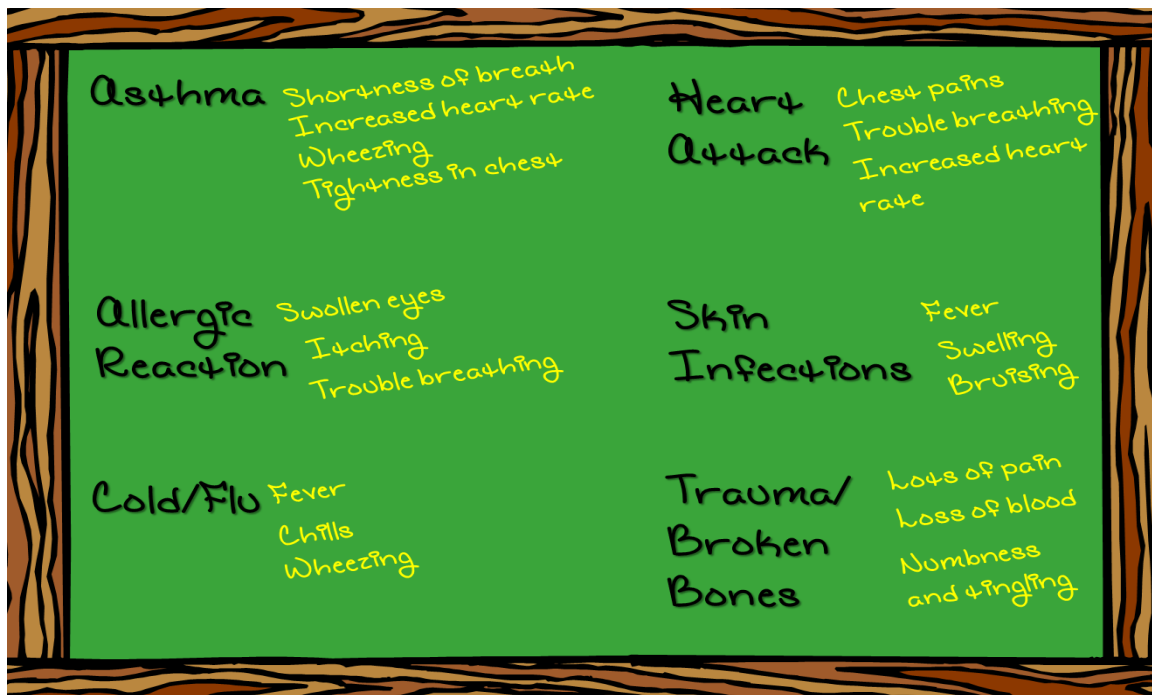 Asthma
Shortness of breath
Increased heart rate
Wheezing
Tightness in chest
Heart
Attack
Chest pains
Trouble breathing
Increased heart
rate
Allergic
Reaction
Swollen eyes
Itching
Trouble breathing
Skin
Infections
Fever
Swelling
Bruising
Cold/Flu
Fever
Chills
Wheezing
Trauma/
Broken
Bones
Lots of pain
Loss of blood
Numbness
and tingling